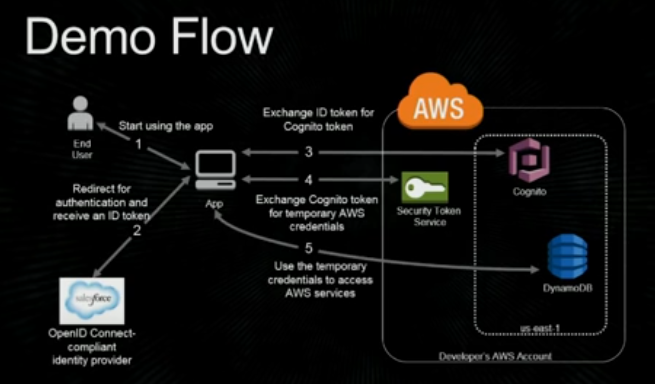 Demo Flow
AWS
End
User
Start using the app
1
Exchange ID token for
Cognito token
3
Cognito
Redirect for
authentication and
receive an ID token
2
App
4
Exchange Cognito token
for temporary AWS
credentials
Security Token
Service
5
Use the temporary
credentials to access
AWS services
DynamoDB
salesforce
OpenID Connect-
compliant
identity provider
us-east-1
Developer's AWS Account